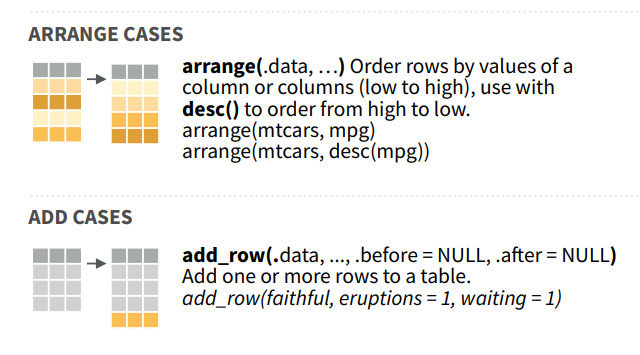 ARRANGE CASES
arrange(.data, …) Order rows by values of a
column or columns (low to high), use with
desc() to order from high to low.
arrange(mtcars, mpg)
arrange(mtcars, desc(mpg))
ADD CASES
add_row(.data, ..., .before = NULL, .after = NULL)
Add one or more rows to a table.
add_row(faithful, eruptions = 1, waiting = 1)